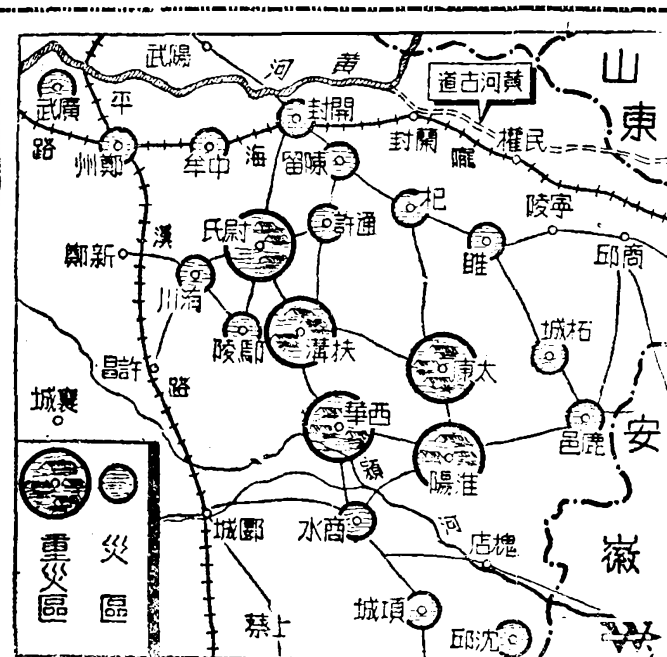 陽武
黃河
黃河古道
山東
廣武
平漢路
隴海路
開封
鄭州
中牟
陳留
蘭封
民權
杞
寧陵
通許
尉氏
睢
商邱
新鄭
洧川
鄢陵
扶溝
柘城
許昌
太康
襄城
西華
鹿邑
安徽
淮陽
潁河
郾城
商水
槐店
項城
上蔡
沈邱
災區
重災區